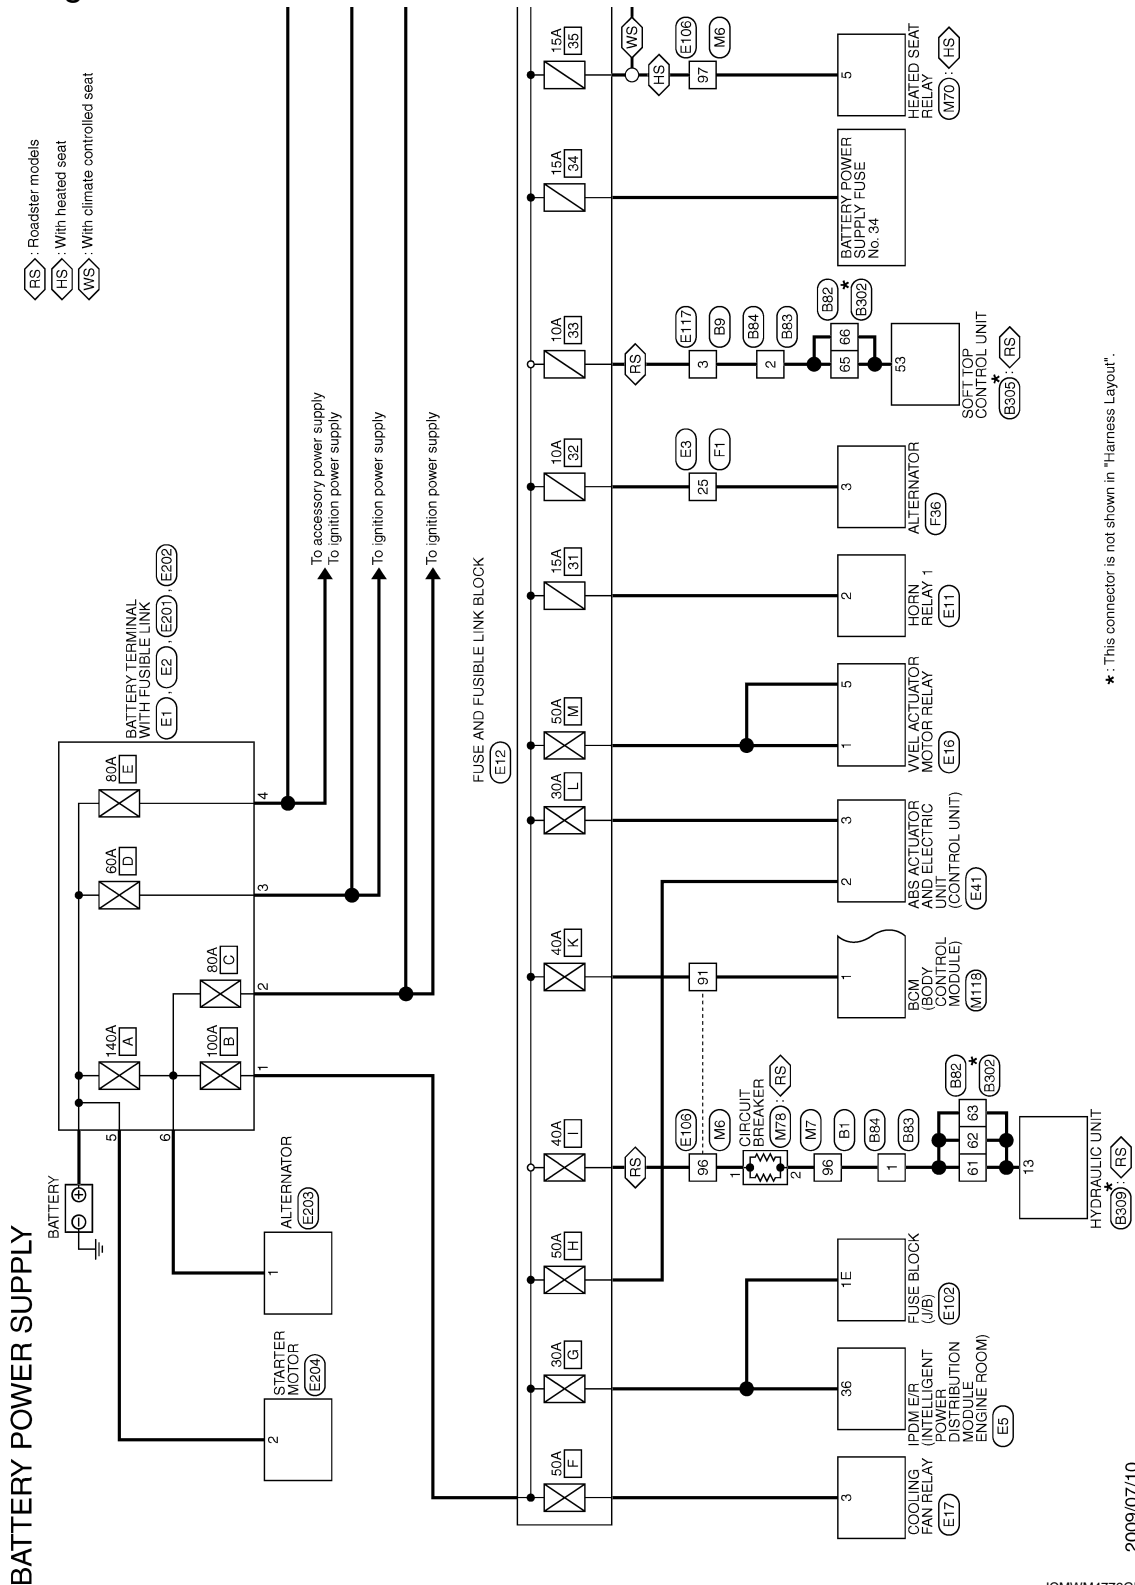 BATTERY POWER SUPPLY
RS : Roadster models
HS : With heated seat
WS : With climate controlled seat
BATTERY
BATTERY TERMINAL
WITH FUSIBLE LINK
E1 , E2 , E201 , E202
140A
A
100A
B
80A
C
60A
D
80A
E
5
6
1
2
3
4
STARTER
MOTOR
E204
2
ALTERNATOR
E203
1
To accessory power supply
To ignition power supply
To ignition power supply
To ignition power supply
FUSE AND FUSIBLE LINK BLOCK
E12
50A
F
30A
G
50A
H
40A
I
40A
K
30A
L
50A
M
15A
31
10A
32
10A
33
15A
34
15A
35
3
COOLING
FAN RELAY
E17
36
IPDM E/R
(INTELLIGENT
POWER
DISTRIBUTION
MODULE
ENGINE ROOM)
E5
1E
FUSE BLOCK
(J/B)
E102
RS
96
E106
M6
1
2
CIRCUIT
BREAKER
M78 : RS
96
M7
B1
1
B84
B83
61
62
63
B82
*
B302
13
HYDRAULIC UNIT
*
B309 : RS
91
1
BCM
(BODY
CONTROL
MODULE)
M118
2
3
ABS ACTUATOR
AND ELECTRIC
UNIT
(CONTROL UNIT)
E41
1
5
VVEL ACTUATOR
MOTOR RELAY
E16
2
HORN
RELAY 1
E11
25
E3
F1
3
ALTERNATOR
F36
RS
3
E117
B9
2
B84
B83
65
66
B82
*
B302
53
SOFT TOP
CONTROL UNIT
*
B305 : RS
BATTERY POWER
SUPPLY FUSE
No. 34
WS
HS
97
E106
M6
5
HEATED SEAT
RELAY
M70 : HS
* : This connector is not shown in "Harness Layout".
2009/07/10